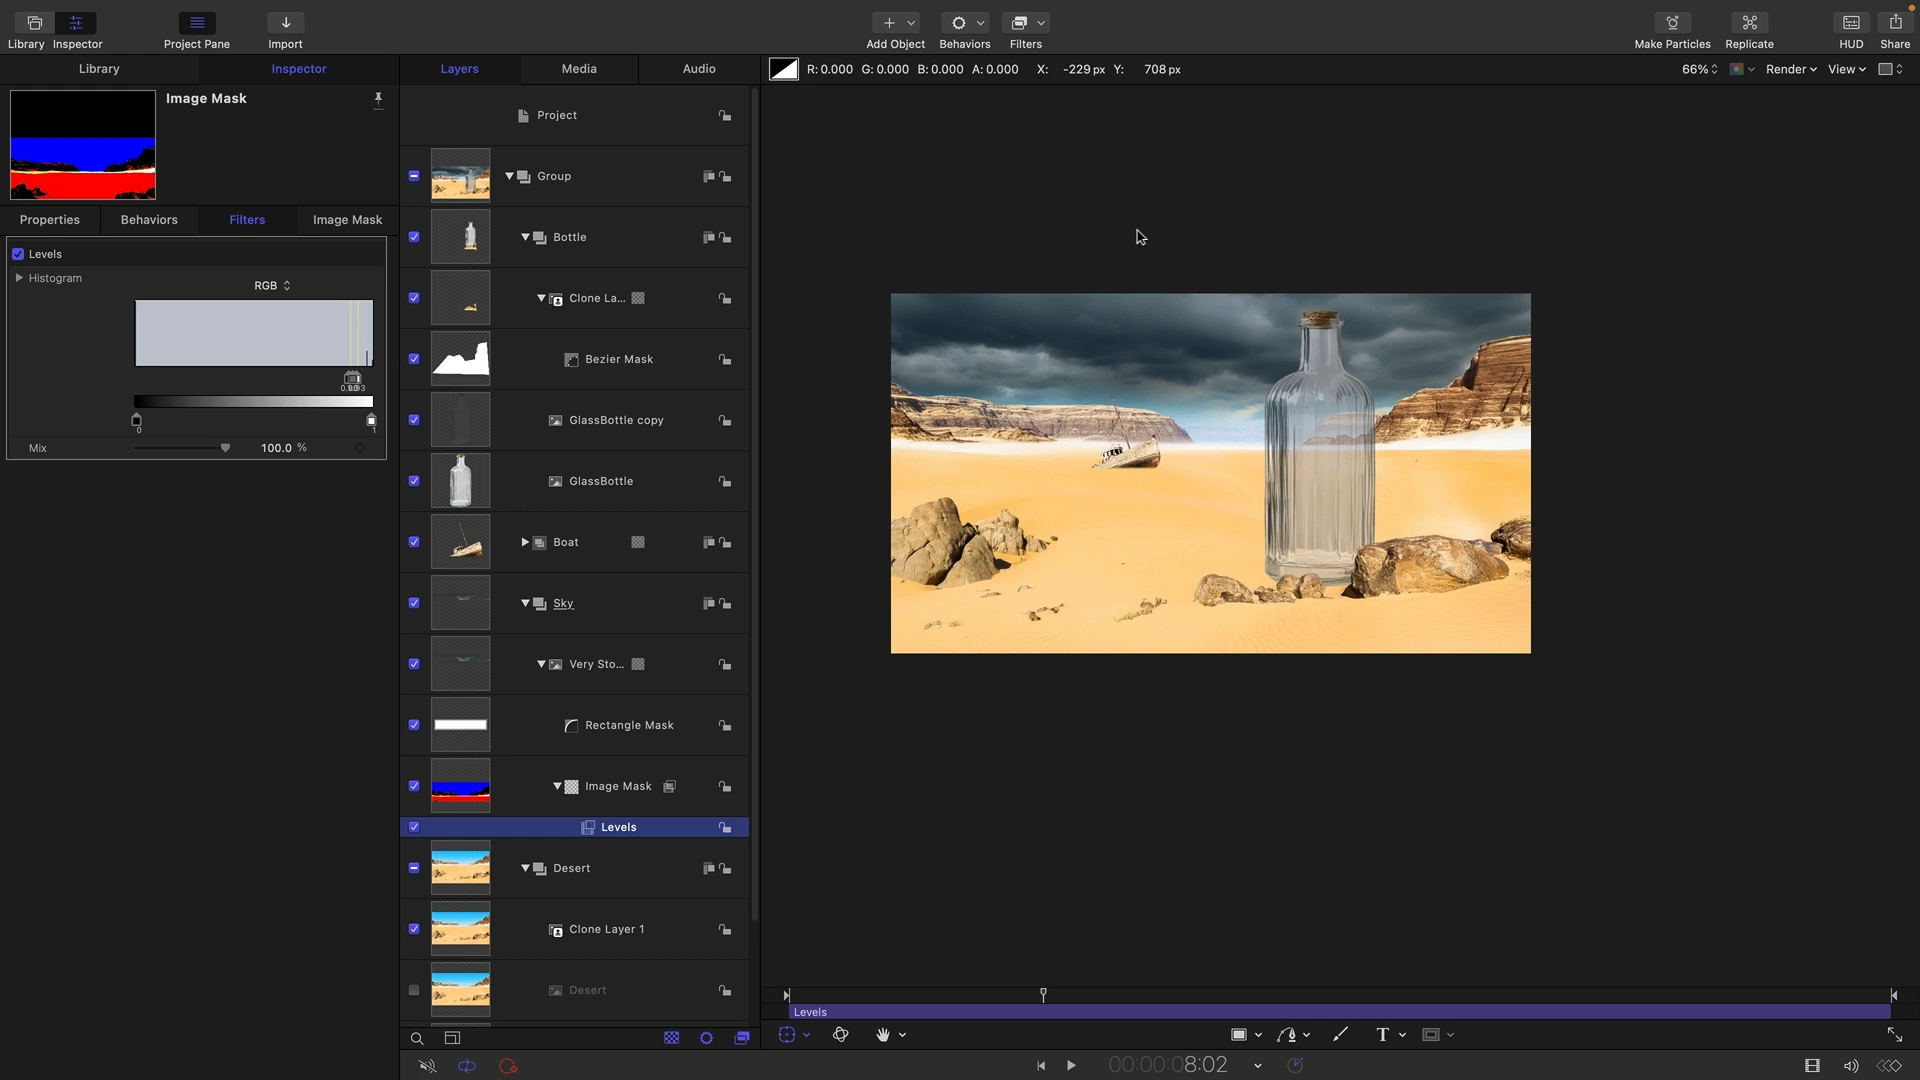 Library
Inspector
Project Pane
Import
Add Object
Behaviors
Filters
Make Particles
Replicate
HUD
Share
Library
Inspector
Layers
Media
Audio
R: 0.000 G: 0.000 B: 0.000 A: 0.000 X: -229 px Y: 708 px
66%
Render
View
Image Mask
Properties
Behaviors
Filters
Image Mask
Levels
Histogram
RGB
0
1
Mix
100.0 %
Project
Group
Bottle
Clone La...
Bezier Mask
GlassBottle copy
GlassBottle
Boat
Sky
Very Sto...
Rectangle Mask
Image Mask
Levels
Desert
Clone Layer 1
Desert
Levels
T
00:00:08:02